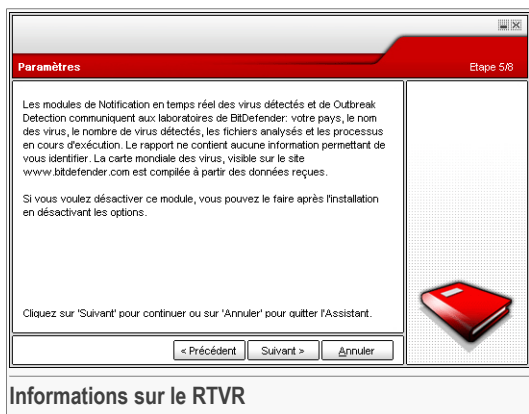 Paramètres
Etape 5/8
Les modules de Notification en temps réel des virus détectés et de Outbreak
Detection communiquent aux laboratoires de BitDefender: votre pays, le nom
des virus, le nombre de virus détectés, les fichiers analysés et les processus
en cours d'exécution. Le rapport ne contient aucune information permettant de
vous identifier. La carte mondiale des virus, visible sur le site
www.bitdefender.com est compilée à partir des données reçues.
Si vous voulez désactiver ce module, vous pouvez le faire après l'installation
en désactivant les options.
Cliquez sur 'Suivant' pour continuer ou sur 'Annuler' pour quitter l'Assistant.
« Précédent
Suivant »
Annuler
Informations sur le RTVR